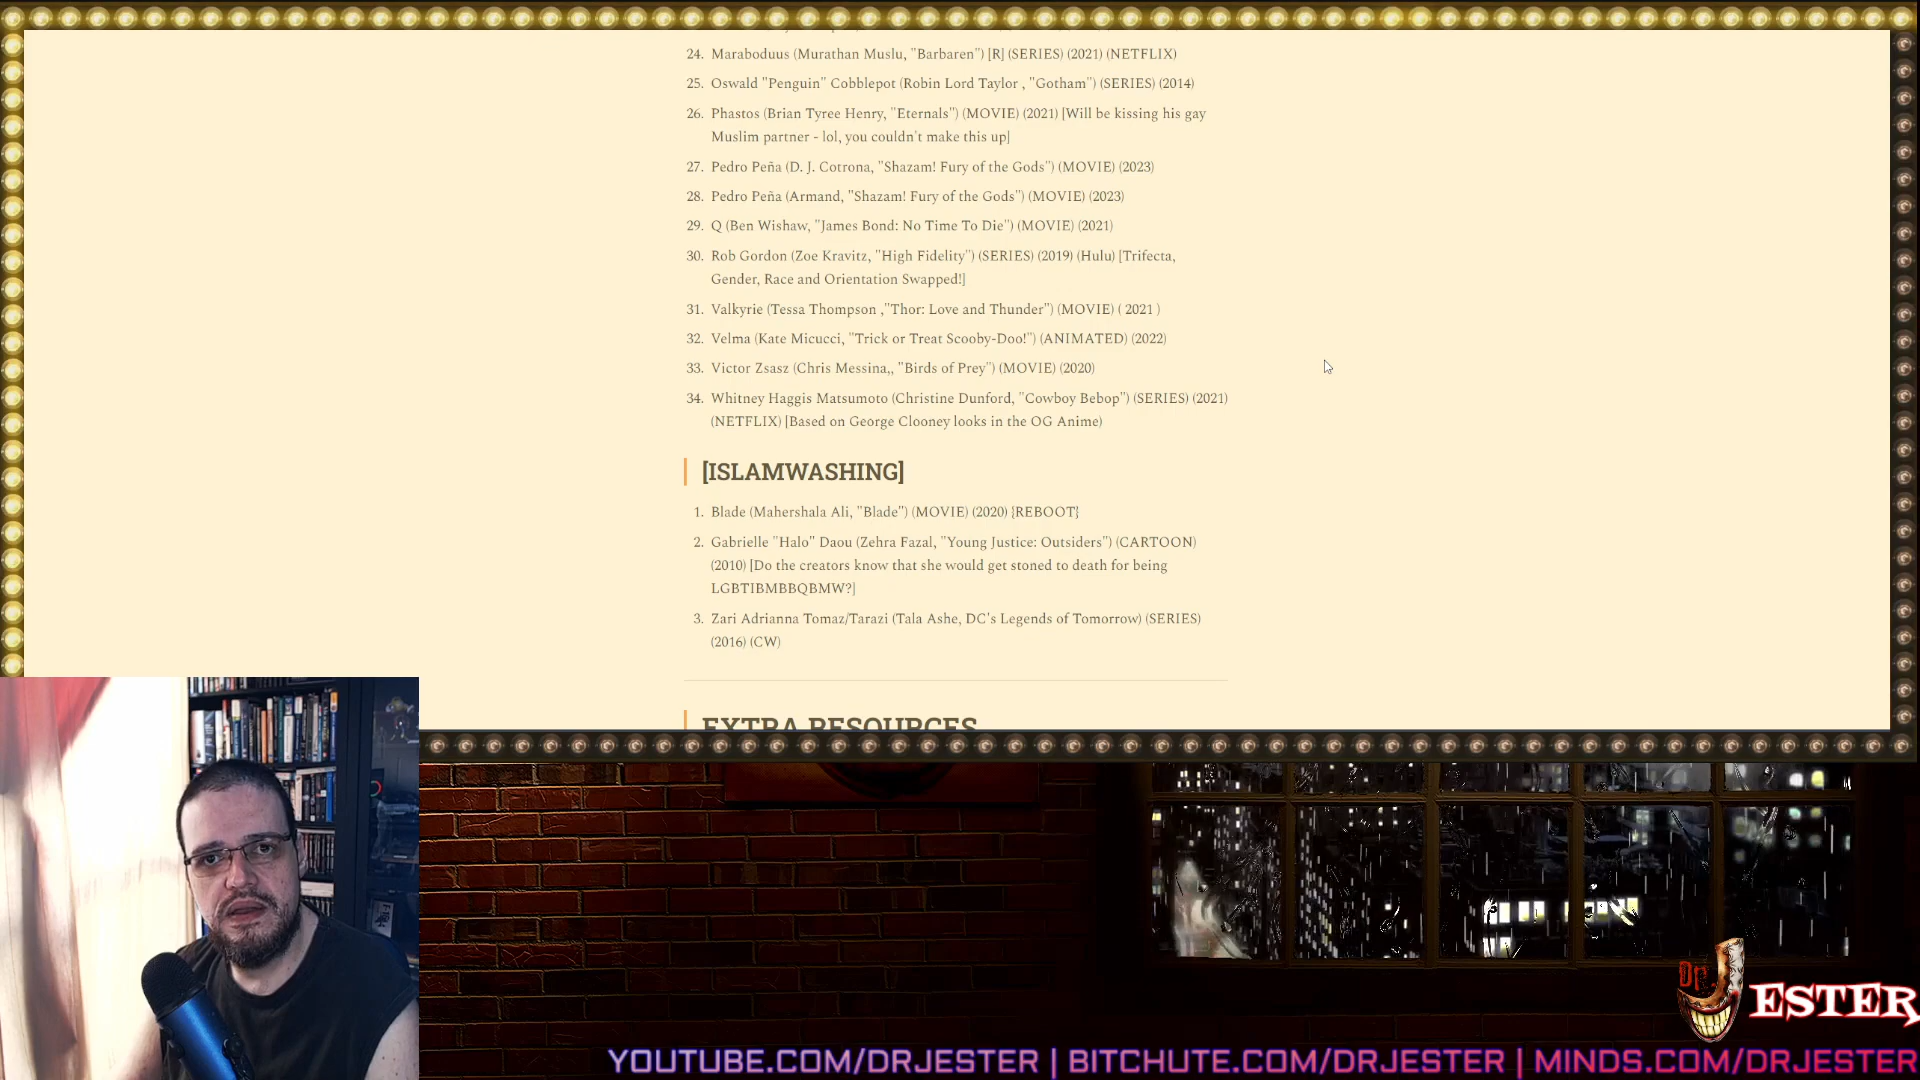 24. Maraboduus (Murathan Muslu, "Barbaren") [R] (SERIES) (2021) (NETFLIX)
25. Oswald "Penguin" Cobblepot (Robin Lord Taylor , "Gotham") (SERIES) (2014)
26. Phastos (Brian Tyree Henry, "Eternals") (MOVIE) (2021) [Will be kissing his gay
Muslim partner - lol, you couldn't make this up]
27. Pedro Peña (D. J. Cotrona, "Shazam! Fury of the Gods") (MOVIE) (2023)
28. Pedro Peña (Armand, "Shazam! Fury of the Gods") (MOVIE) (2023)
29. Q (Ben Wishaw, "James Bond: No Time To Die") (MOVIE) (2021)
30. Rob Gordon (Zoe Kravitz, "High Fidelity") (SERIES) (2019) (Hulu) [Trifecta,
Gender, Race and Orientation Swapped!]
31. Valkyrie (Tessa Thompson ,"Thor: Love and Thunder") (MOVIE) ( 2021 )
32. Velma (Kate Micucci, "Trick or Treat Scooby-Doo!") (ANIMATED) (2022)
33. Victor Zsasz (Chris Messina,, "Birds of Prey") (MOVIE) (2020)
34. Whitney Haggis Matsumoto (Christine Dunford, "Cowboy Bebop") (SERIES) (2021)
(NETFLIX) [Based on George Clooney looks in the OG Anime)
[ISLAMWASHING]
1. Blade (Mahershala Ali, "Blade") (MOVIE) (2020) {REBOOT}
2. Gabrielle "Halo" Daou (Zehra Fazal, "Young Justice: Outsiders") (CARTOON)
(2010) [Do the creators know that she would get stoned to death for being
LGBTIBMBBQBMW?]
3. Zari Adrianna Tomaz/Tarazi (Tala Ashe, DC's Legends of Tomorrow) (SERIES)
(2016) (CW)
EXTRA RESOURCES
Dr. JESTER
YOUTUBE.COM/DRJESTER | BITCHUTE.COM/DRJESTER | MINDS.COM/DRJESTER